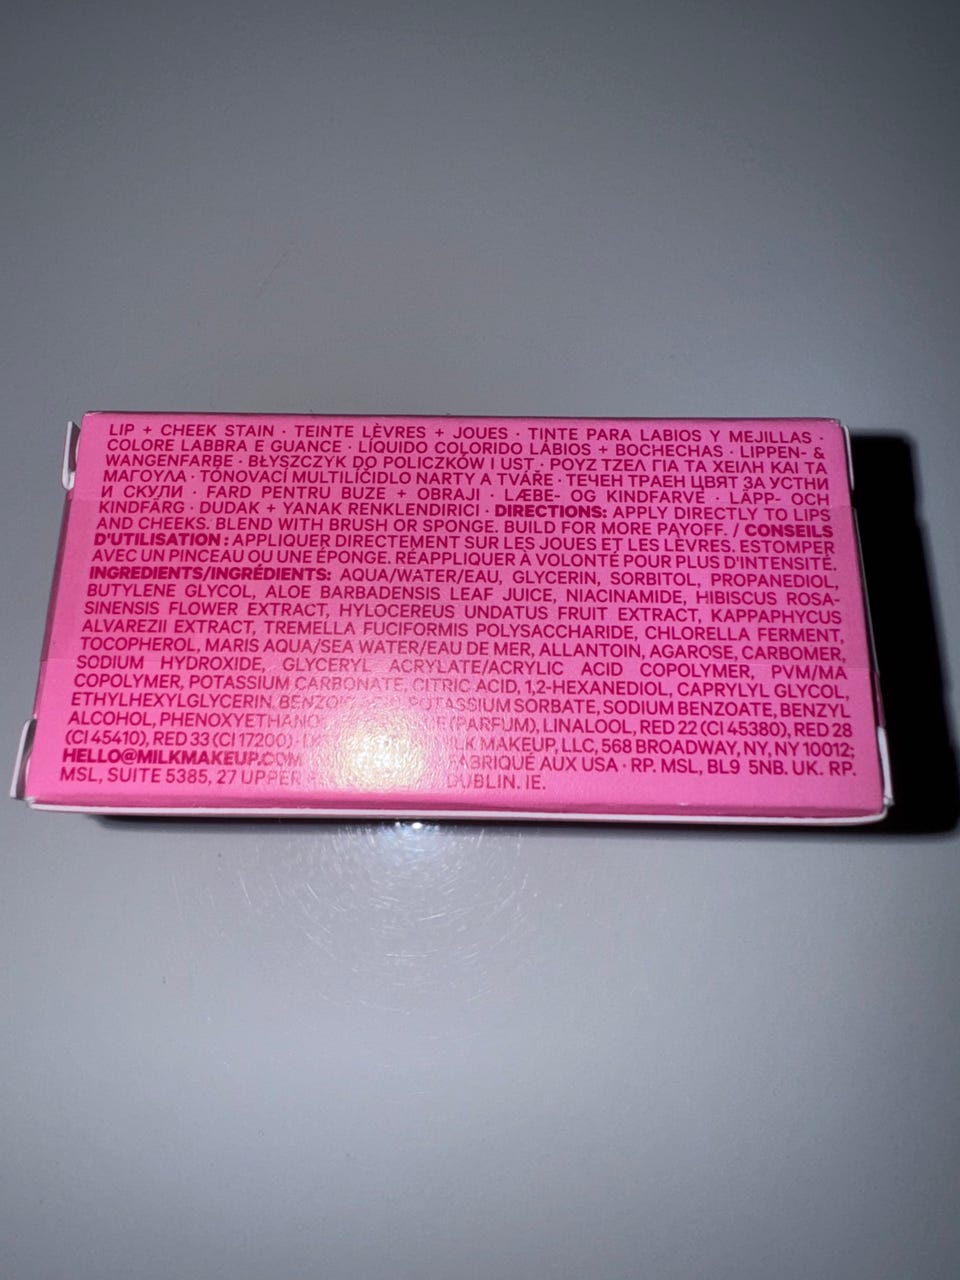 LIP + CHEEK STAIN · TEINTE LÈVRES + JOUES · TINTE PARA LABIOS Y MEJILLAS ·
COLORE LABBRA E GUANCE · LÍQUIDO COLORIDO LABIOS + BOCHECHAS · LIPPEN- &
WANGENFARBE · BŁYSZCZYK DO POLICZKÓW I UST · ΡΟΥΖ ΤΖΕΛ ΓΙΑ ΤΑ ΧΕΙΛΗ ΚΑΙ ΤΑ
ΜΑΓΟΥΛΑ · TÓNOVACÍ MULTILÍČIDLO NA RTY A TVÁŘE · ТЕЧЕН ТРАЕН ЦВЯТ ЗА УСТНИ
И СКУЛИ · FARD PENTRU BUZE + OBRAJI · LÆBE- OG KINDFARVE · LÄPP- OCH
KINDFÄRG · DUDAK + YANAK RENKLENDIRICI · DIRECTIONS: APPLY DIRECTLY TO LIPS
AND CHEEKS. BLEND WITH BRUSH OR SPONGE. BUILD FOR MORE PAYOFF. / CONSEILS
D'UTILISATION : APPLIQUER DIRECTEMENT SUR LES JOUES ET LES LÈVRES. ESTOMPER
AVEC UN PINCEAU OU UNE ÉPONGE. RÉAPPLIQUER À VOLONTÉ POUR PLUS D'INTENSITÉ.
INGREDIENTS/INGRÉDIENTS: AQUA/WATER/EAU, GLYCERIN, SORBITOL, PROPANEDIOL,
BUTYLENE GLYCOL, ALOE BARBADENSIS LEAF JUICE, NIACINAMIDE, HIBISCUS ROSA-
SINENSIS FLOWER EXTRACT, HYLOCEREUS UNDATUS FRUIT EXTRACT, KAPPAPHYCUS
ALVAREZII EXTRACT, TREMELLA FUCIFORMIS POLYSACCHARIDE, CHLORELLA FERMENT,
TOCOPHEROL, MARIS AQUA/SEA WATER/EAU DE MER, ALLANTOIN, AGAROSE, CARBOMER,
SODIUM HYDROXIDE, GLYCERYL ACRYLATE/ACRYLIC ACID COPOLYMER, PVM/MA
COPOLYMER, POTASSIUM CARBONATE, CITRIC ACID, 1,2-HEXANEDIOL, CAPRYLYL GLYCOL,
ETHYLHEXYLGLYCERIN, POTASSIUM SORBATE, SODIUM BENZOATE, BENZYL
ALCOHOL, (PARFUM), LINALOOL, RED 22 (CI 45380), RED 28
(CI 45410), RED 33 (CI 17200) · MILK MAKEUP, LLC, 568 BROADWAY, NY, NY 10012;
HELLO@MILKMAKEUP.COM FABRIQUÉ AUX USA · RP. MSL, BL9 5NB. UK. RP.
MSL, SUITE 5385, 27 UPPER DUBLIN. IE.